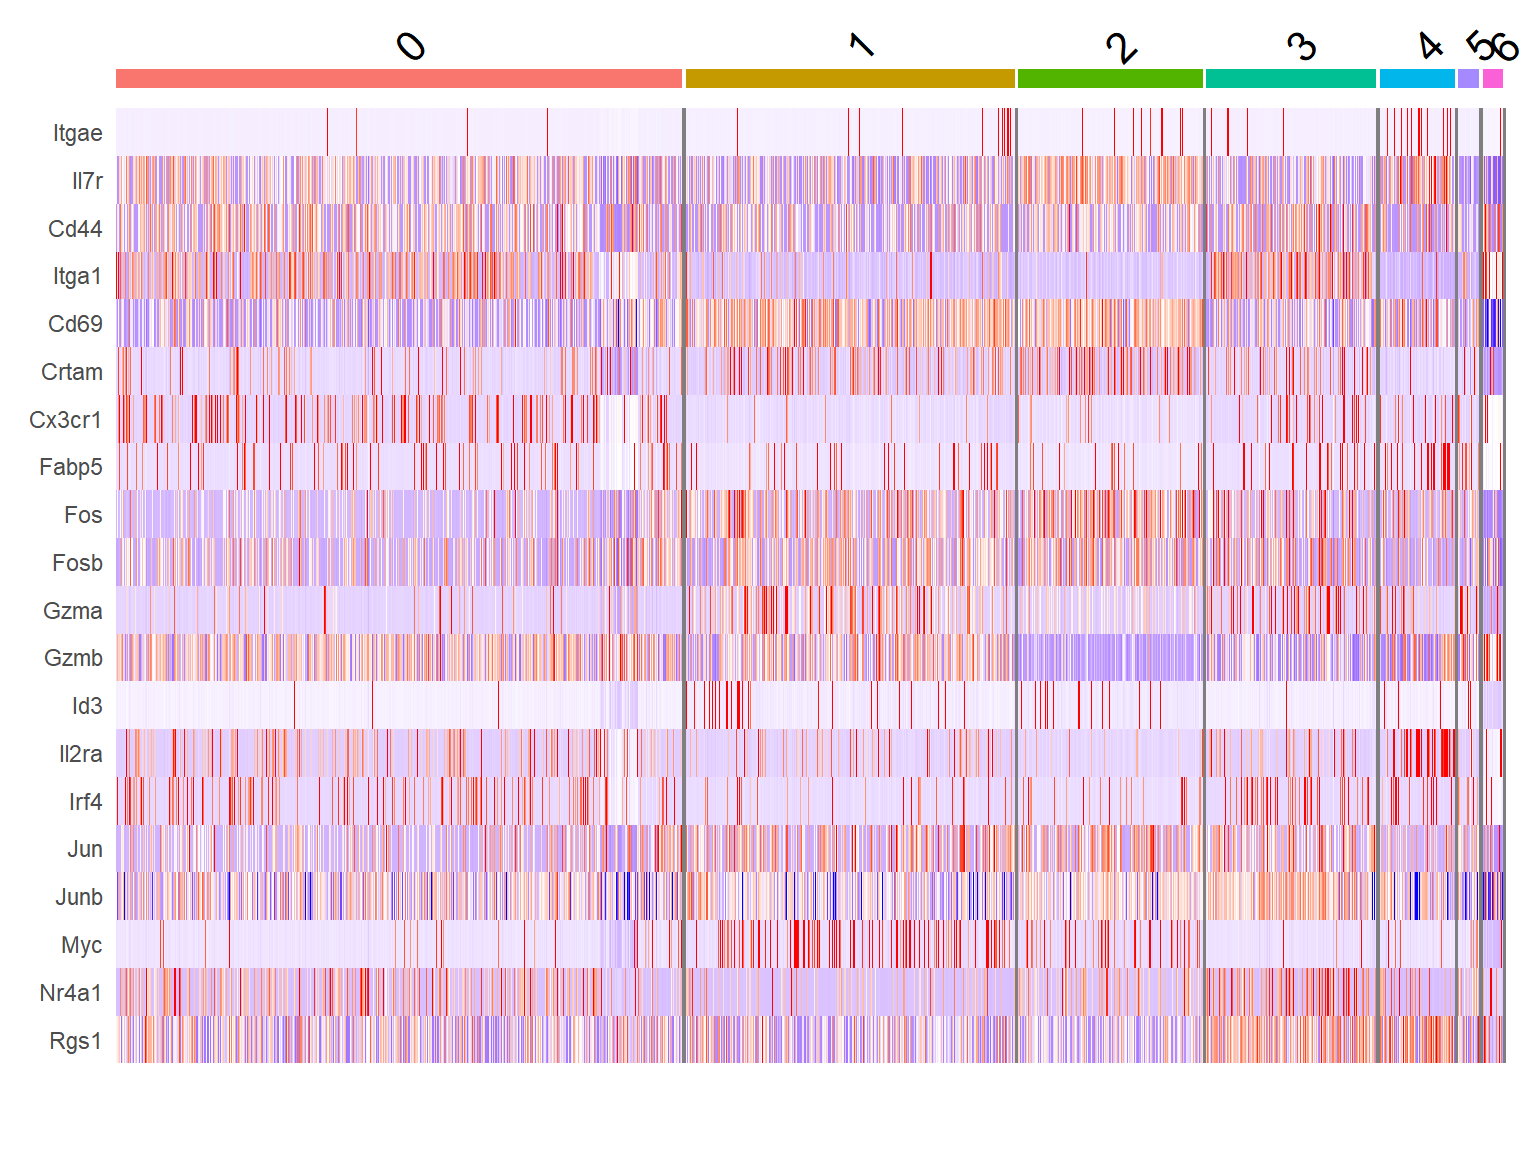 0 1 2 3 4 5 6
Itgae
Il7r
Cd44
Itga1
Cd69
Crtam
Cx3cr1
Fabp5
Fos
Fosb
Gzma
Gzmb
Id3
Il2ra
Irf4
Jun
Junb
Myc
Nr4a1
Rgs1